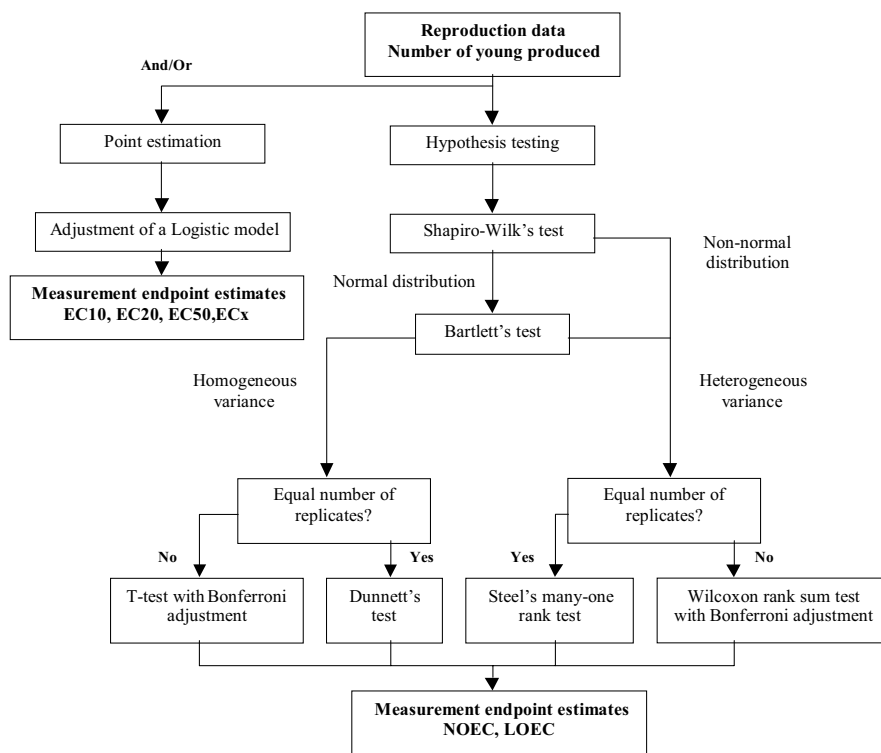 Reproduction data
Number of young produced
And/Or
Point estimation
Hypothesis testing
Adjustment of a Logistic model
Shapiro-Wilk's test
Non-normal
distribution
Measurement endpoint estimates
EC10, EC20, EC50,ECx
Normal distribution
Bartlett's test
Homogeneous
variance
Heterogeneous
variance
Equal number of
replicates?
Equal number of
replicates?
No
Yes
Yes
No
T-test with Bonferroni
adjustment
Dunnett's
test
Steel's many-one
rank test
Wilcoxon rank sum test
with Bonferroni adjustment
Measurement endpoint estimates
NOEC, LOEC